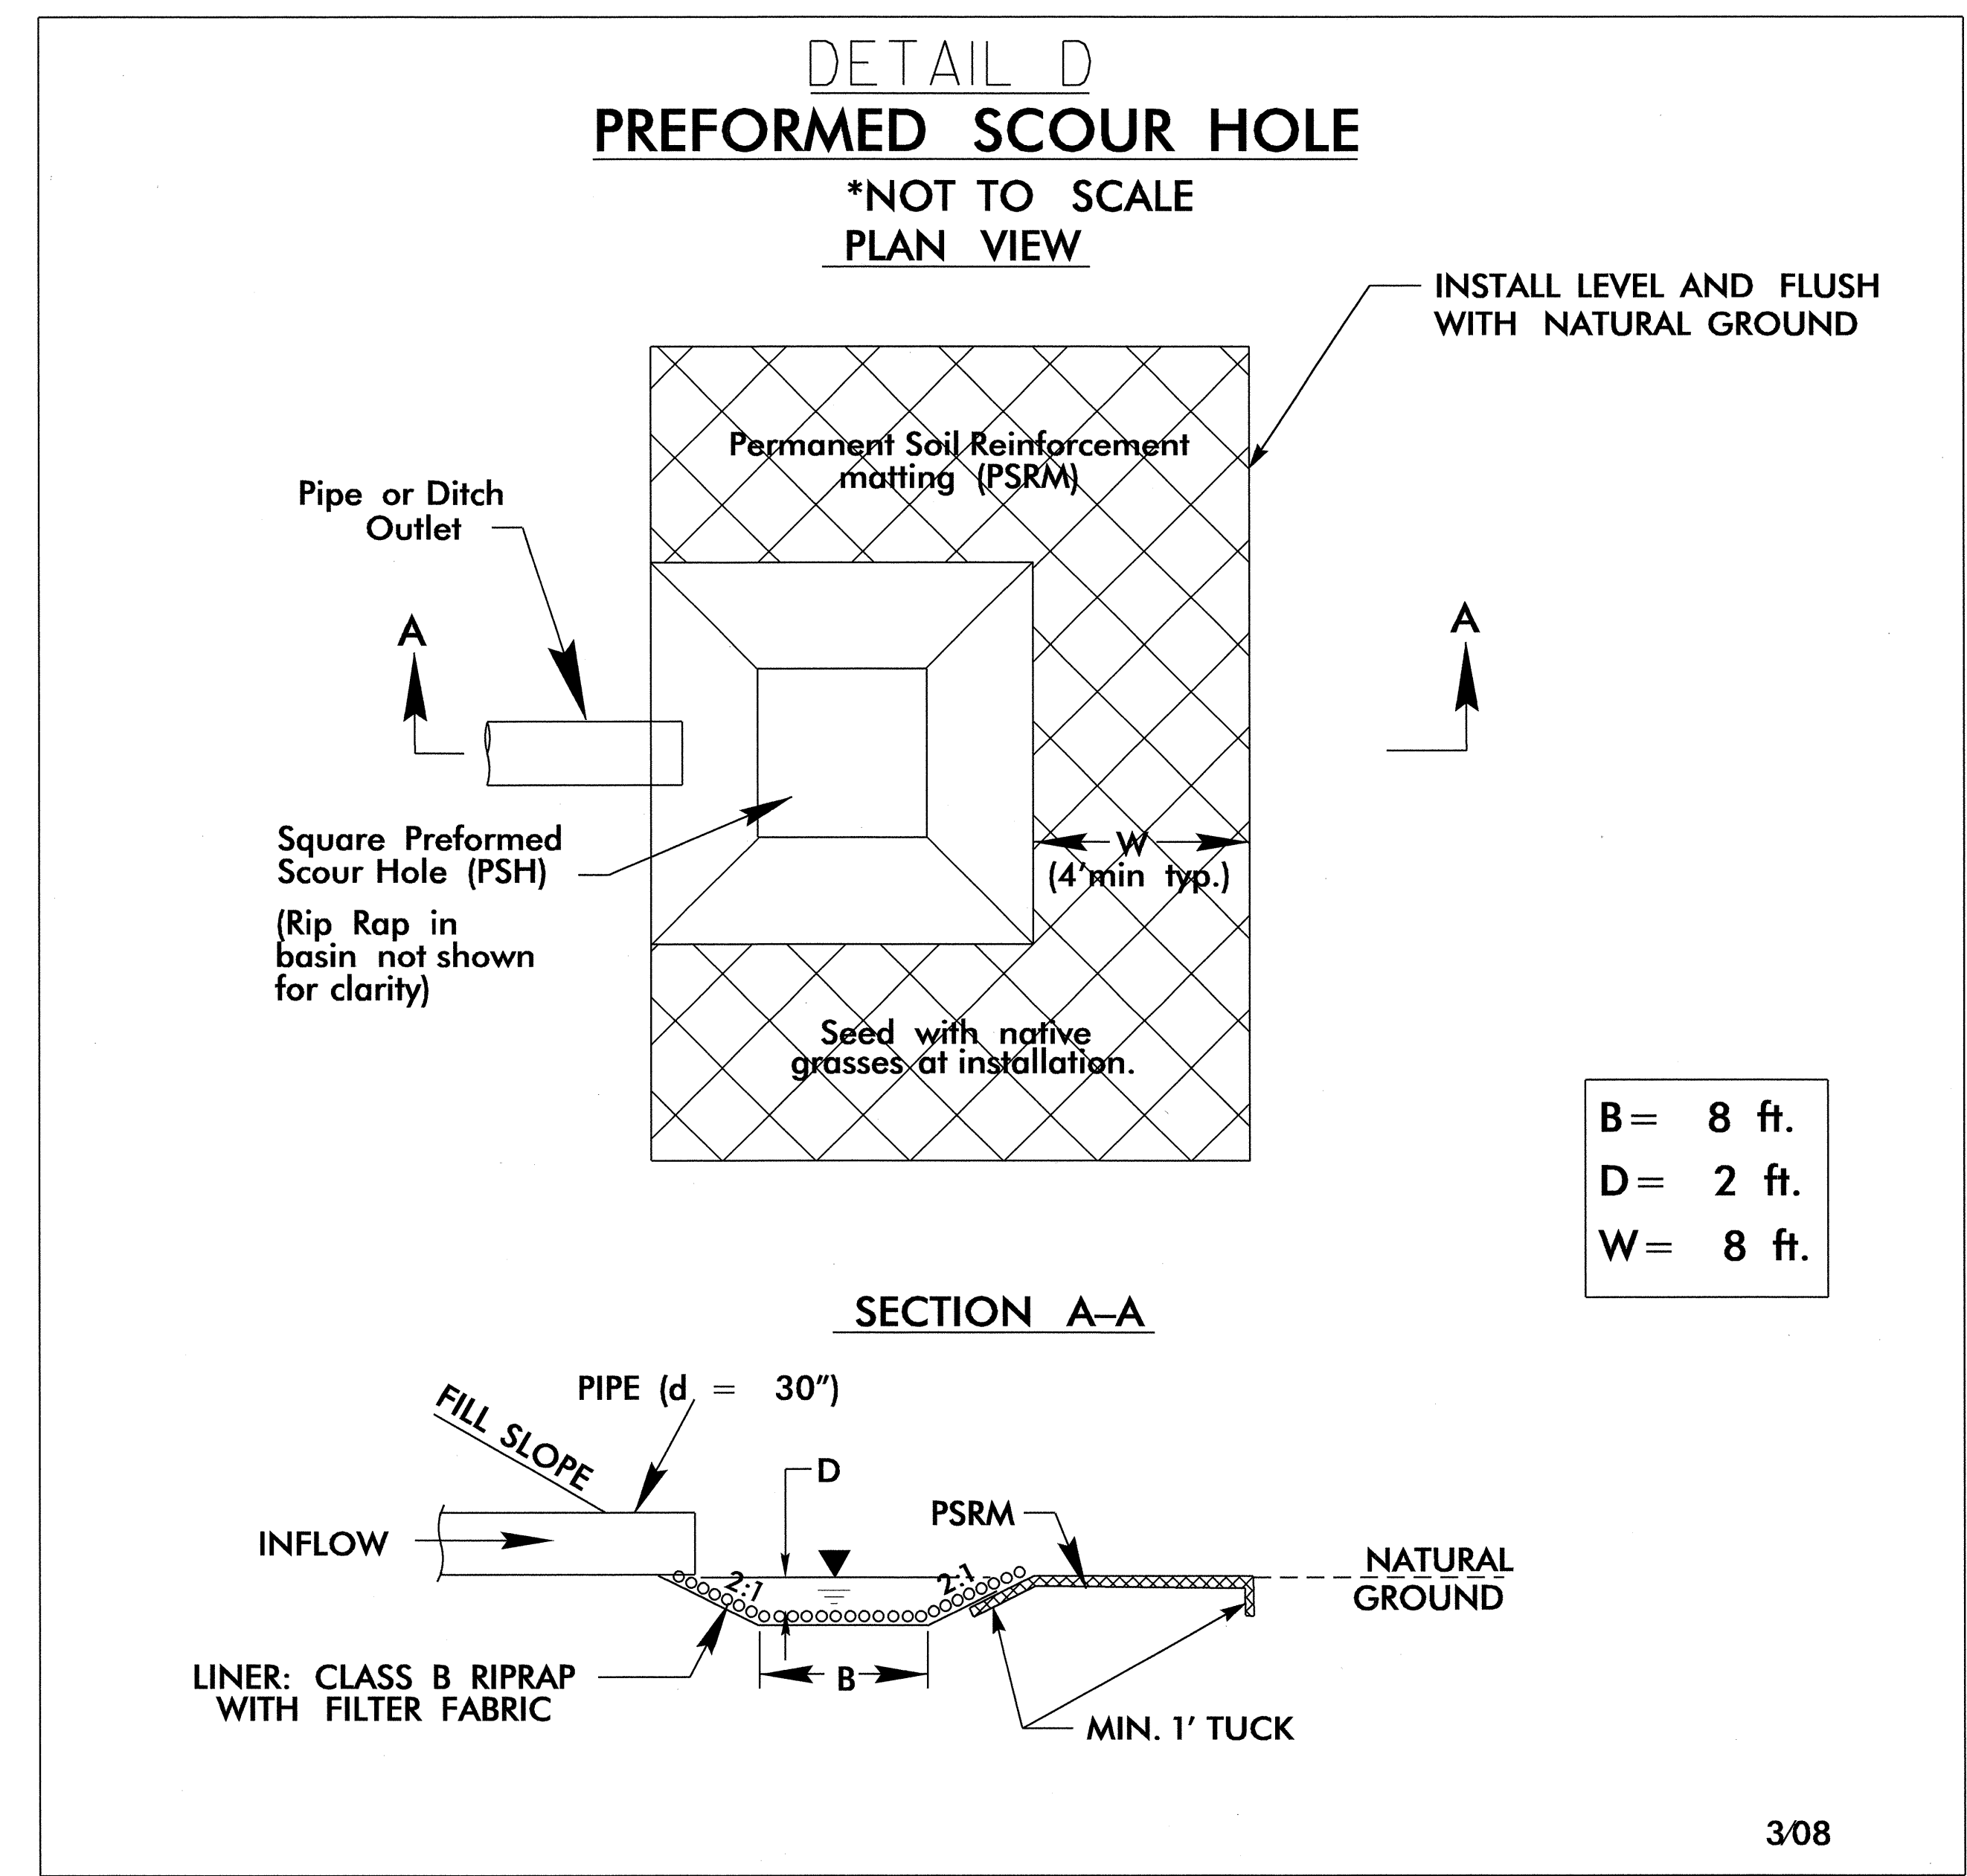 DETAIL D
PREFORMED SCOUR HOLE
*NOT TO SCALE
PLAN VIEW
INSTALL LEVEL AND FLUSH
WITH NATURAL GROUND
Permanent Soil Reinforcement
matting (PSRM)
Pipe or Ditch
Outlet
A
A
Square Preformed
Scour Hole (PSH)
(Rip Rap in
basin not shown
for clarity)
W
(4'min typ.)
Seed with native
grasses at installation.
B= 8 ft.
D= 2 ft.
W= 8 ft.
SECTION A-A
PIPE (d = 30")
FILL SLOPE
D
PSRM
INFLOW
2:1
2:1
NATURAL
GROUND
B
LINER: CLASS B RIPRAP
WITH FILTER FABRIC
MIN. 1' TUCK
3/08